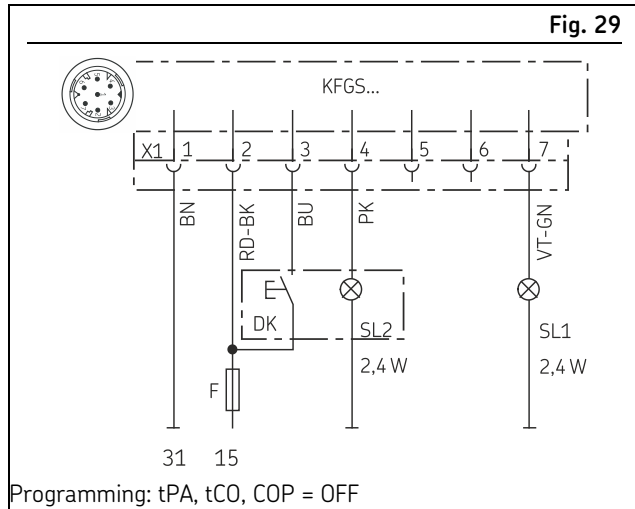 Fig. 29
KFGS...
X1 1 2 3 4 5 6 7
BN RD-BK BU PK VT-GN
DK SL2 SL1
F 2,4 W 2,4 W
31 15
Programming: tPA, tCO, COP = OFF